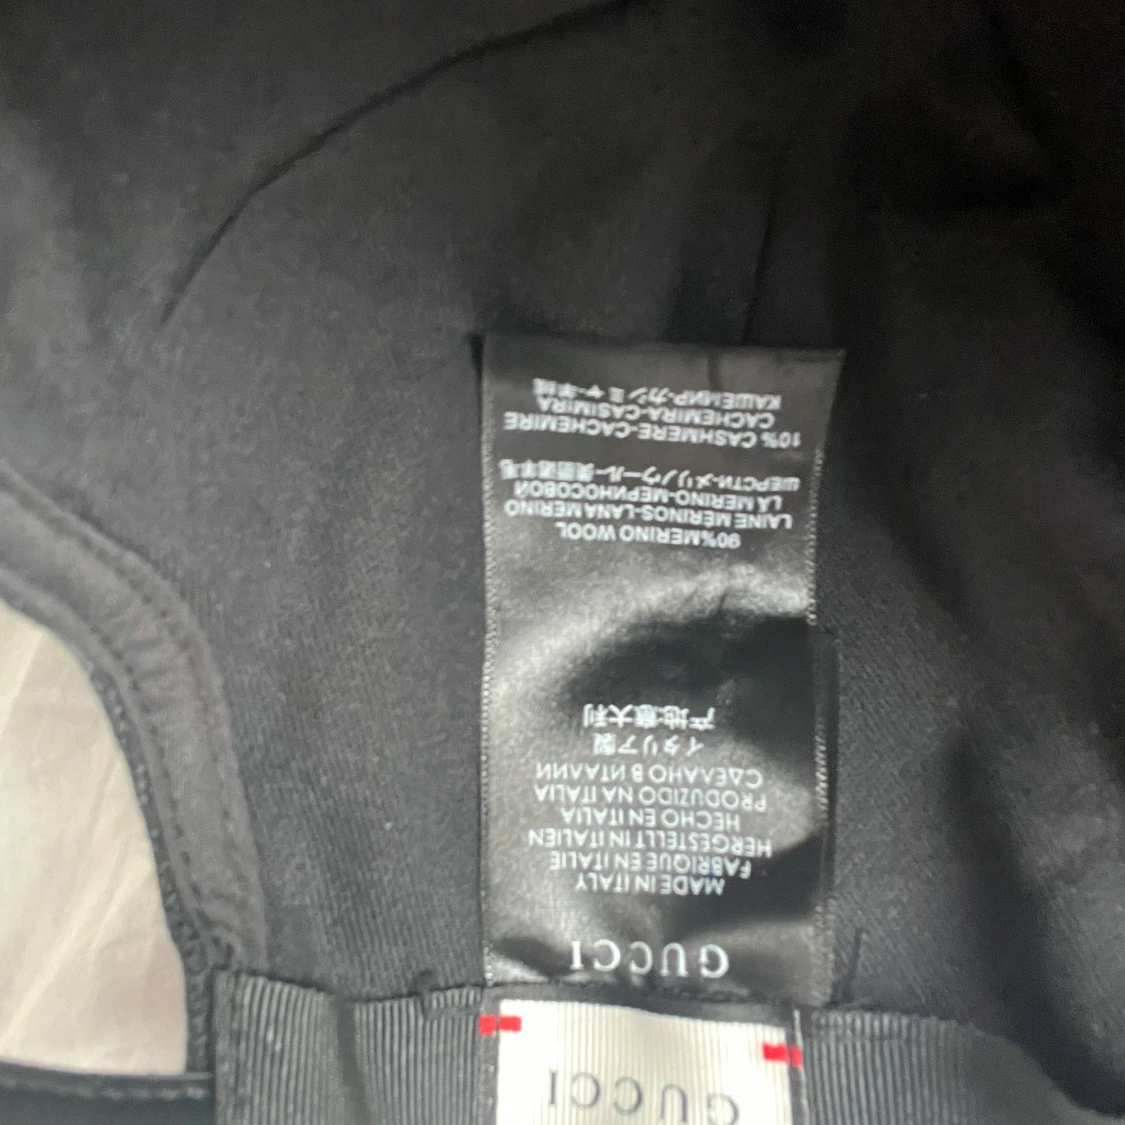 GUCCI
GUCCI
MADE IN ITALY
FABRIQUE EN ITALIE
HERGESTELLT IN ITALIEN
HECHO EN ITALIA
PRODUZIDO NA ITALIA
СДЕЛАНО В ИТАЛИИ
イタリア製
产地:意大利
90%MERINO WOOL
LAINE MERINOS-LANA MERINO
LÃ MERINO-МЕРИНОСОВОЙ
ШЕРСТИ-メリノウール-美丽诺羊毛
10% CASHMERE-CACHEMIRE
CACHEMIRA-CASIMIRA
КАШЕМИР-カシミヤ-羊绒